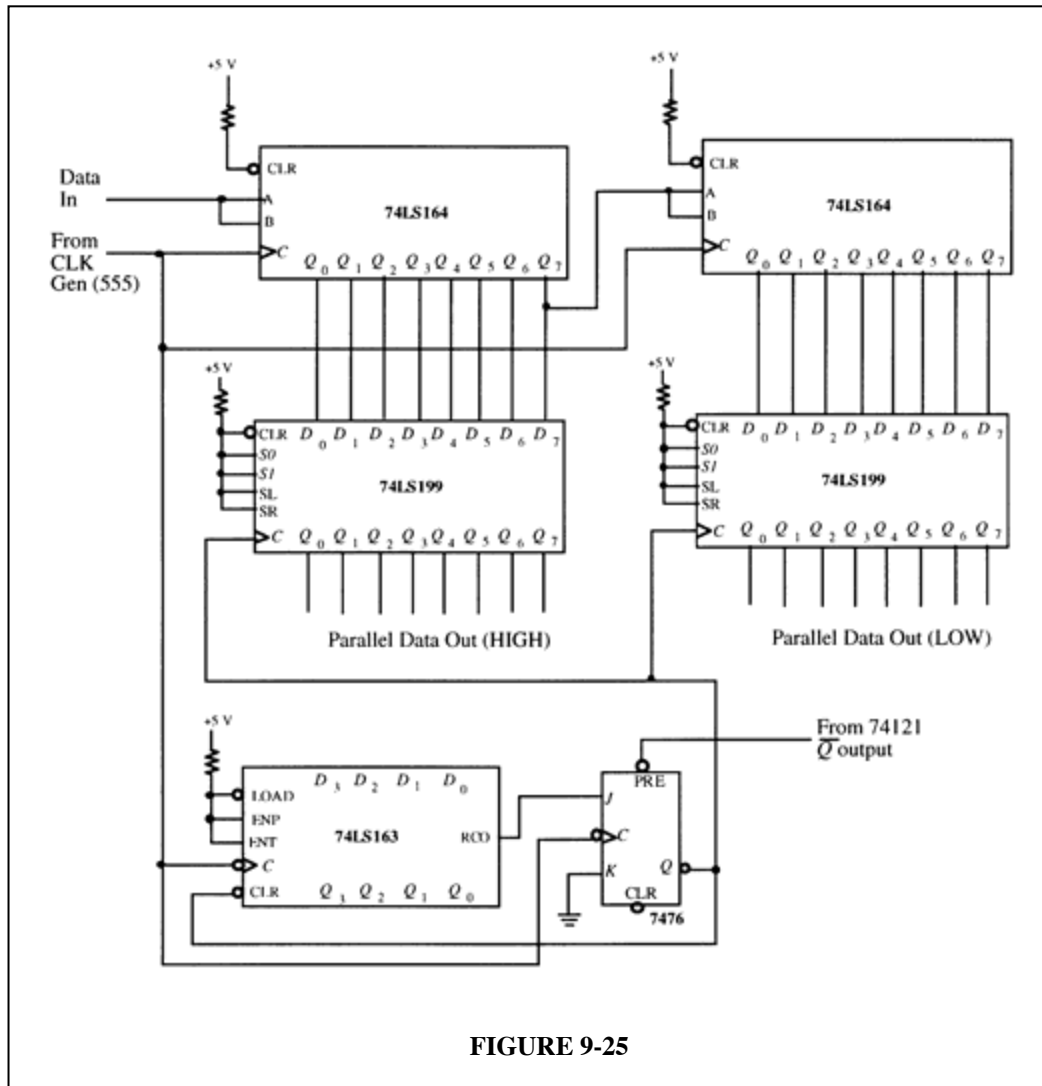 +5 V
+5 V
CLR
CLR
Data
In
A
B
74LS164
A
B
74LS164
From
CLK
Gen (555)
C
Q0 Q1 Q2 Q3 Q4 Q5 Q6 Q7
C
Q0 Q1 Q2 Q3 Q4 Q5 Q6 Q7
+5 V
+5 V
CLR D0 D1 D2 D3 D4 D5 D6 D7
S0
S1
SL
SR
74LS199
C
Q0 Q1 Q2 Q3 Q4 Q5 Q6 Q7
CLR D0 D1 D2 D3 D4 D5 D6 D7
S0
S1
SL
SR
74LS199
C
Q0 Q1 Q2 Q3 Q4 Q5 Q6 Q7
Parallel Data Out (HIGH)
Parallel Data Out (LOW)
+5 V
From 74121
Q̅ output
D3 D2 D1 D0
LOAD
ENP
ENT
74LS163
RCO
C
CLR
Q3 Q2 Q1 Q0
PRE
J
C
K
Q
CLR
7476
FIGURE 9-25